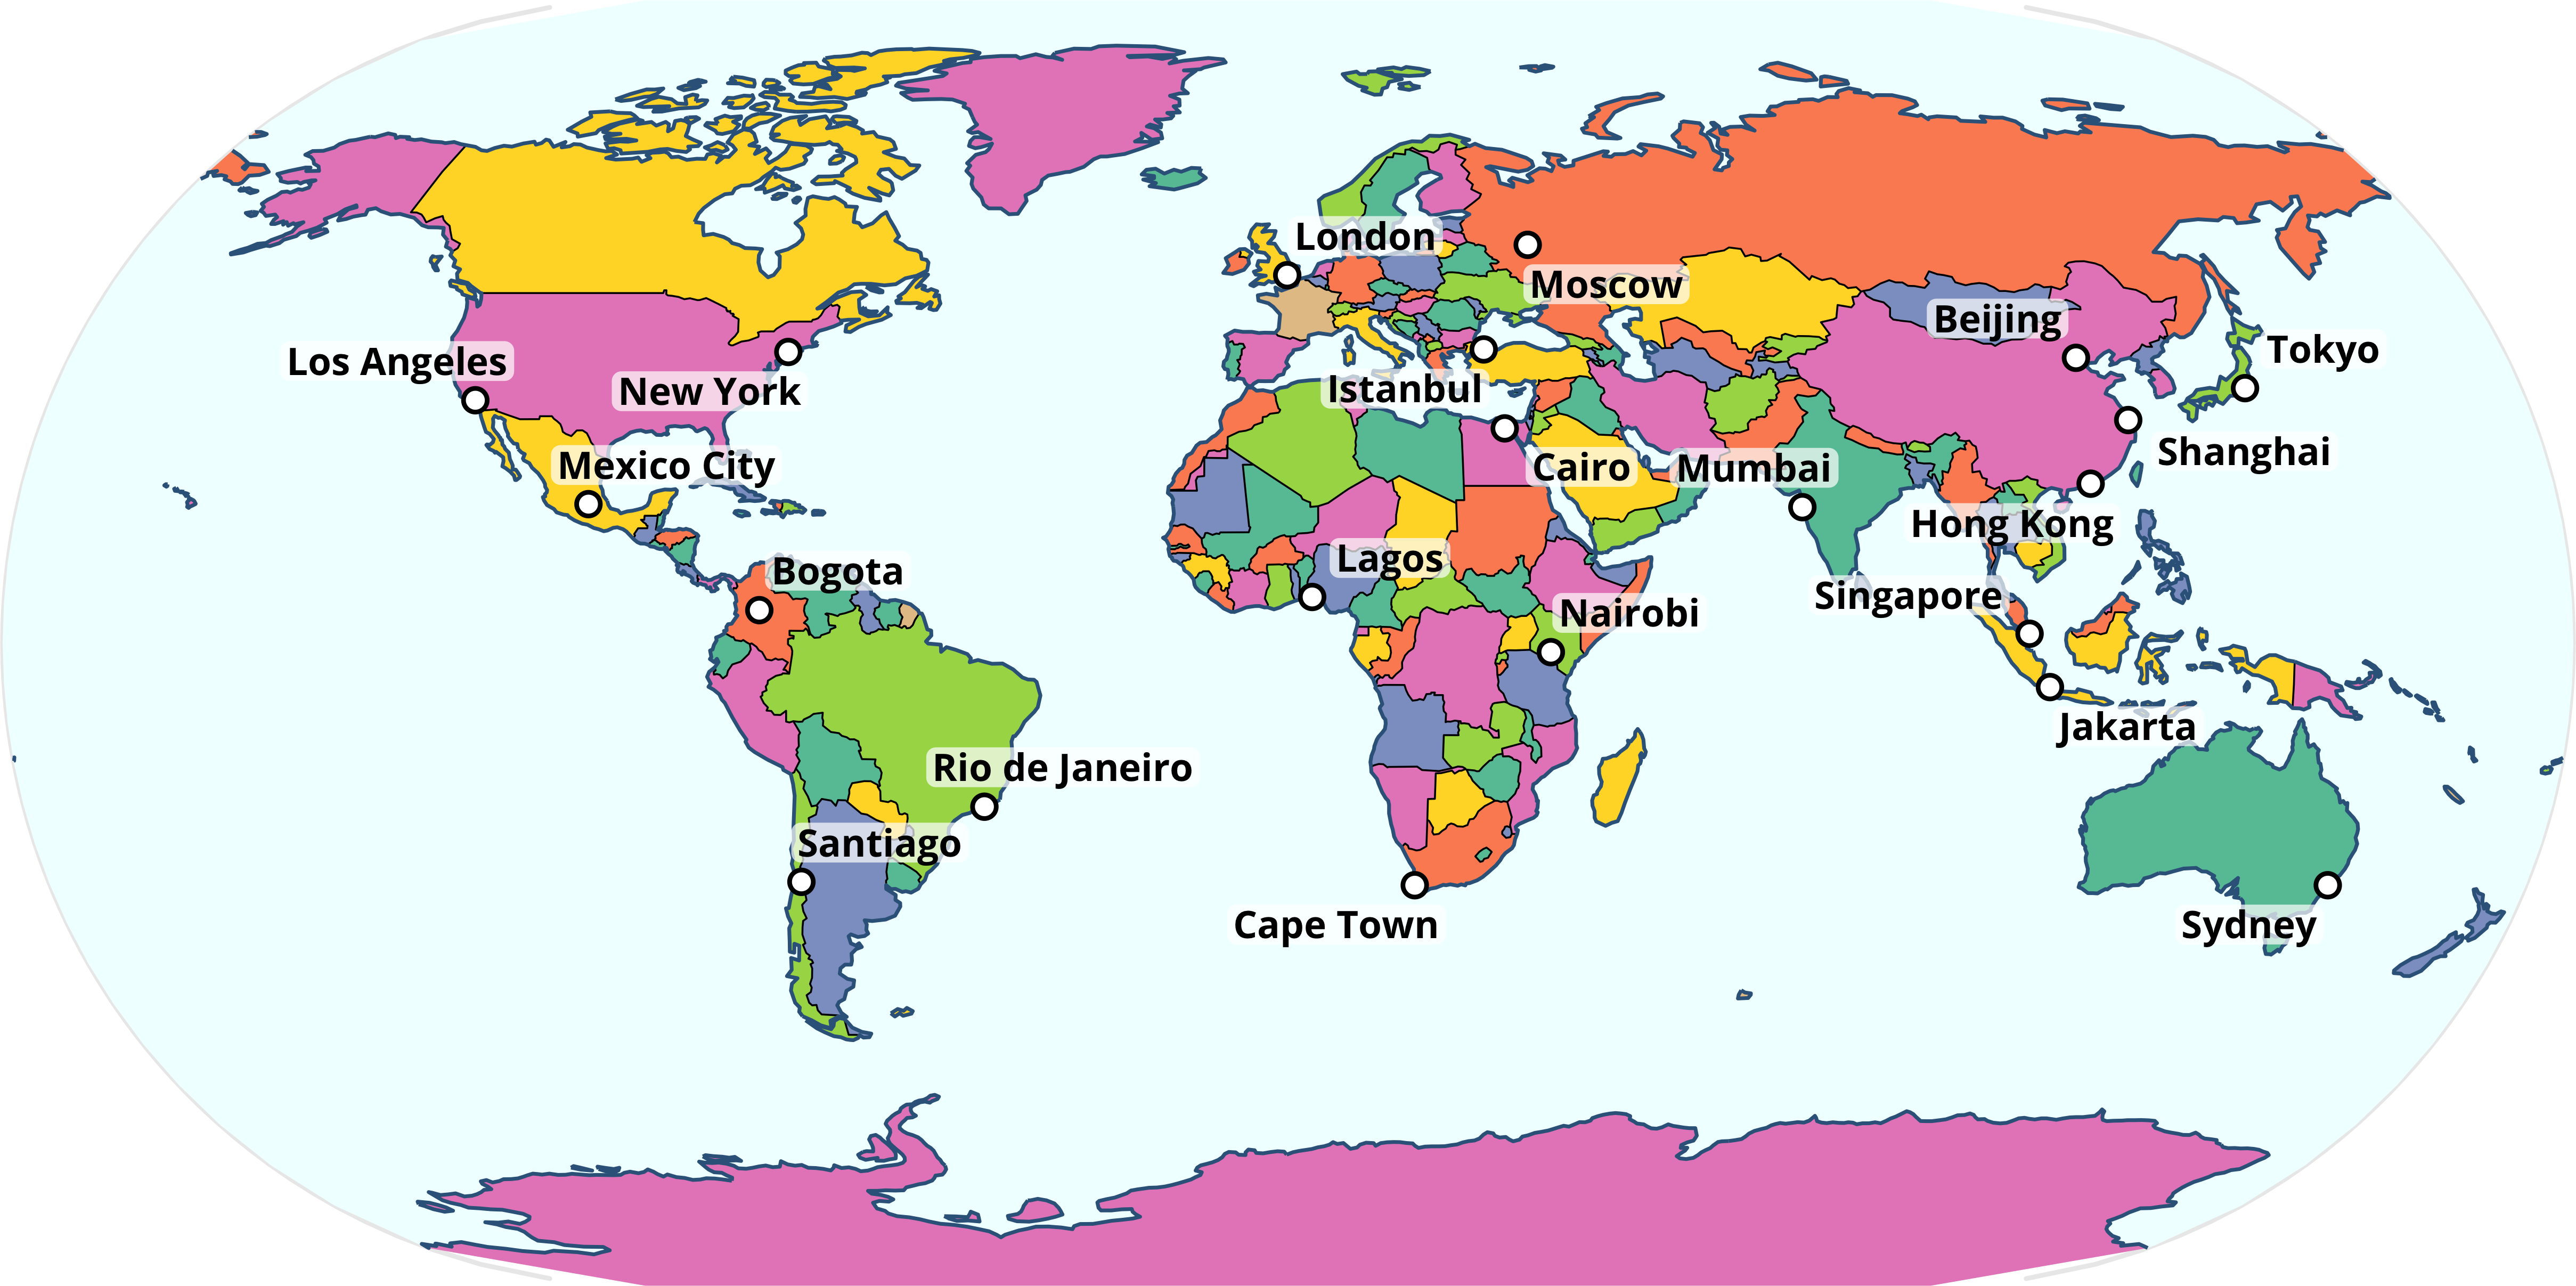 London
Moscow
Beijing
Tokyo
Los Angeles
New York
Istanbul
Shanghai
Mexico City
Cairo
Mumbai
Hong Kong
Lagos
Bogota
Singapore
Nairobi
Jakarta
Rio de Janeiro
Santiago
Cape Town
Sydney